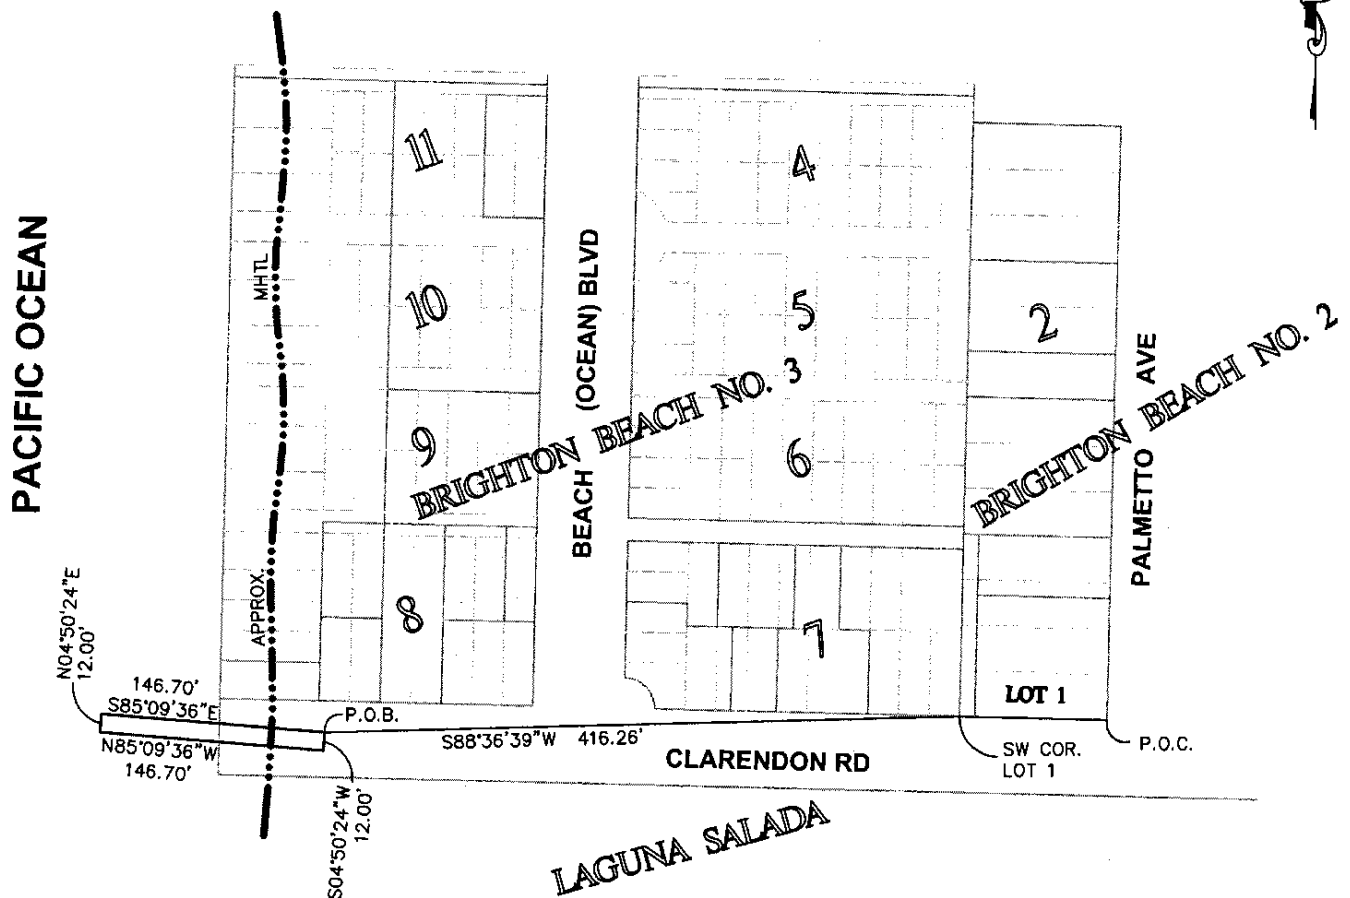 PACIFIC OCEAN
MHTL
APPROX.
11
10
9
8
BEACH (OCEAN) BLVD
4
5
6
7
2
BRIGHTON BEACH NO. 3
BRIGHTON BEACH NO. 2
PALMETTO AVE
LOT 1
N04°50'24"E
12.00'
146.70'
S85°09'36"E
N85°09'36"W
146.70'
P.O.B.
S04°50'24"W
12.00'
S88°36'39"W 416.26'
CLARENDON RD
SW COR.
LOT 1
P.O.C.
LAGUNA SALADA